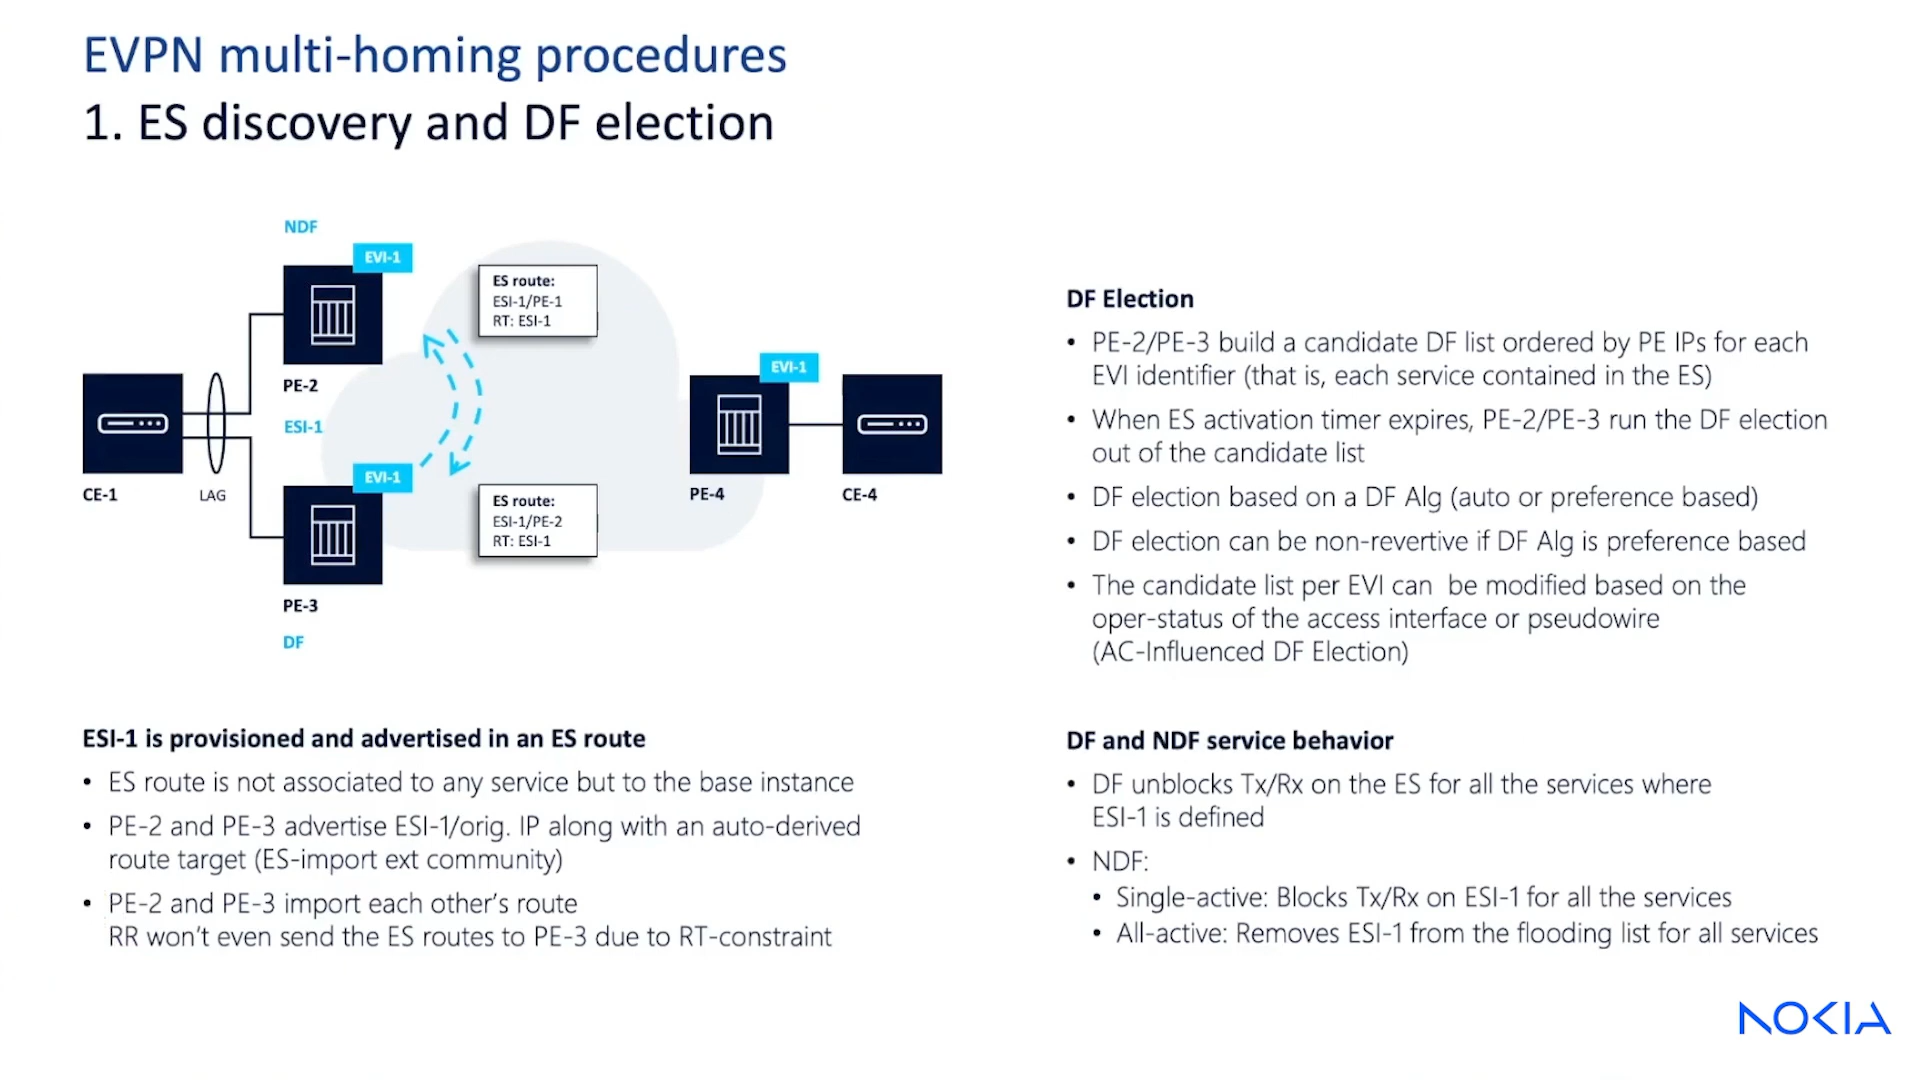 EVPN multi-homing procedures
1. ES discovery and DF election
NDF
EVI-1
PE-2
ESI-1
EVI-1
PE-3
DF
CE-1
LAG
ES route:
ESI-1/PE-1
RT: ESI-1
ES route:
ESI-1/PE-2
RT: ESI-1
EVI-1
PE-4
CE-4
ESI-1 is provisioned and advertised in an ES route
• ES route is not associated to any service but to the base instance
• PE-2 and PE-3 advertise ESI-1/orig. IP along with an auto-derived
route target (ES-import ext community)
• PE-2 and PE-3 import each other's route
RR won't even send the ES routes to PE-3 due to RT-constraint
DF Election
• PE-2/PE-3 build a candidate DF list ordered by PE IPs for each
EVI identifier (that is, each service contained in the ES)
• When ES activation timer expires, PE-2/PE-3 run the DF election
out of the candidate list
• DF election based on a DF Alg (auto or preference based)
• DF election can be non-revertive if DF Alg is preference based
• The candidate list per EVI can be modified based on the
oper-status of the access interface or pseudowire
(AC-Influenced DF Election)
DF and NDF service behavior
• DF unblocks Tx/Rx on the ES for all the services where
ESI-1 is defined
• NDF:
• Single-active: Blocks Tx/Rx on ESI-1 for all the services
• All-active: Removes ESI-1 from the flooding list for all services
NOKIA